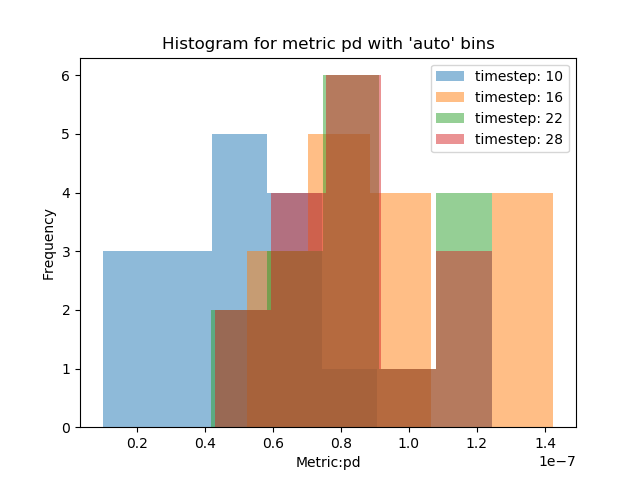 Histogram for metric pd with 'auto' bins
timestep: 10
timestep: 16
timestep: 22
timestep: 28
Frequency
6
5
4
3
2
1
0
0.2 0.4 0.6 0.8 1.0 1.2 1.4
1e−7
Metric:pd